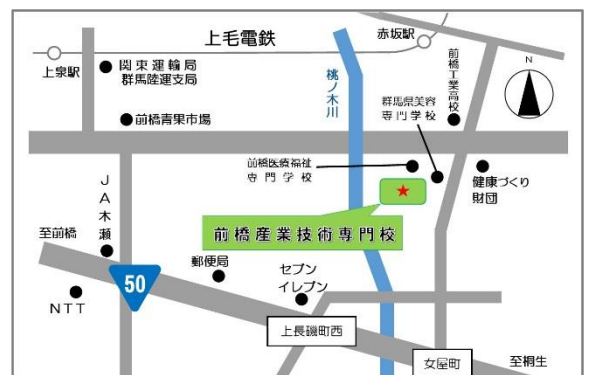 上毛電鉄
赤坂駅
上泉駅
関東運輸局
群馬陸運支局
桃ノ木川
前橋工業高校
N
群馬県美容
専門学校
前橋青果市場
前橋医療福祉
専門学校
健康づくり
財団
JA木瀬
至前橋
前橋産業技術専門校
郵便局
セブン
イレブン
50
NTT
上長磯町西
女屋町
至桐生